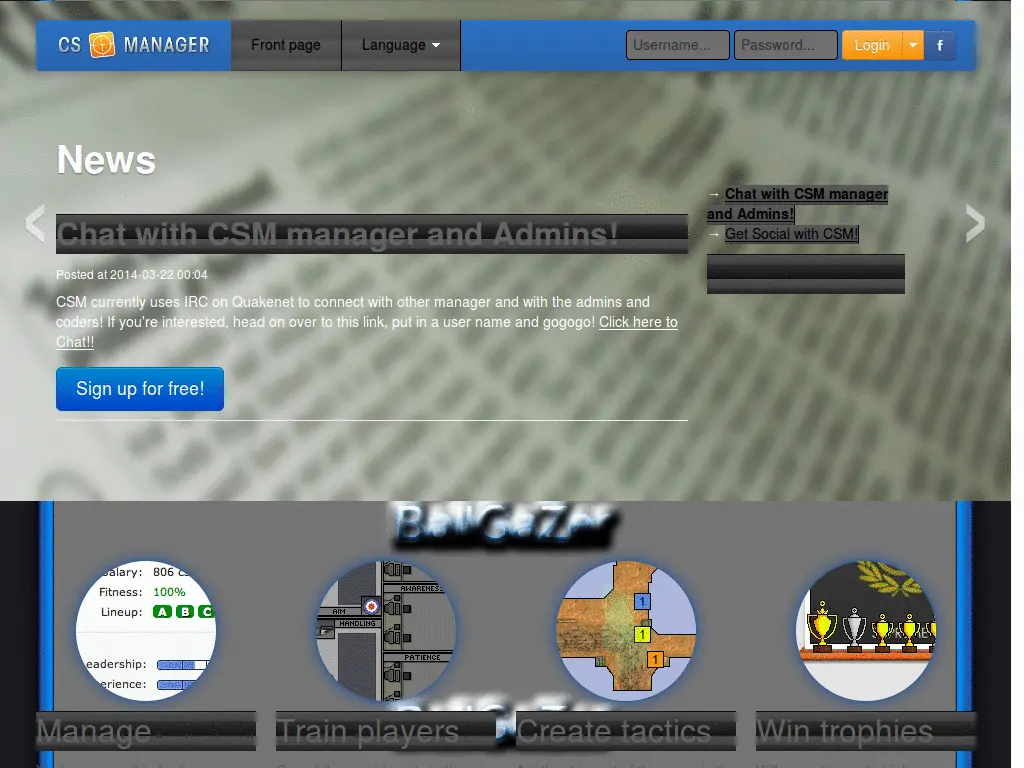 CS MANAGER
Front page
Language
Username...
Password...
Login
f
News
Chat with CSM manager and Admins!
Posted at 2014-03-22 00:04
CSM currently uses IRC on Quakenet to connect with other manager and with the admins and
coders! If you're interested, head on over to this link, put in a user name and gogogo! Click here to
Chat!!
Sign up for free!
→ Chat with CSM manager
and Admins!
→ Get Social with CSM!
BallGaZer
alary: 806 c
Fitness: 100%
Lineup: A B C
eadership:
erience:
AWARENESS
AIM
HANDLING
PATIENCE
1
1
1
Manage
Train players
Create tactics
Win trophies